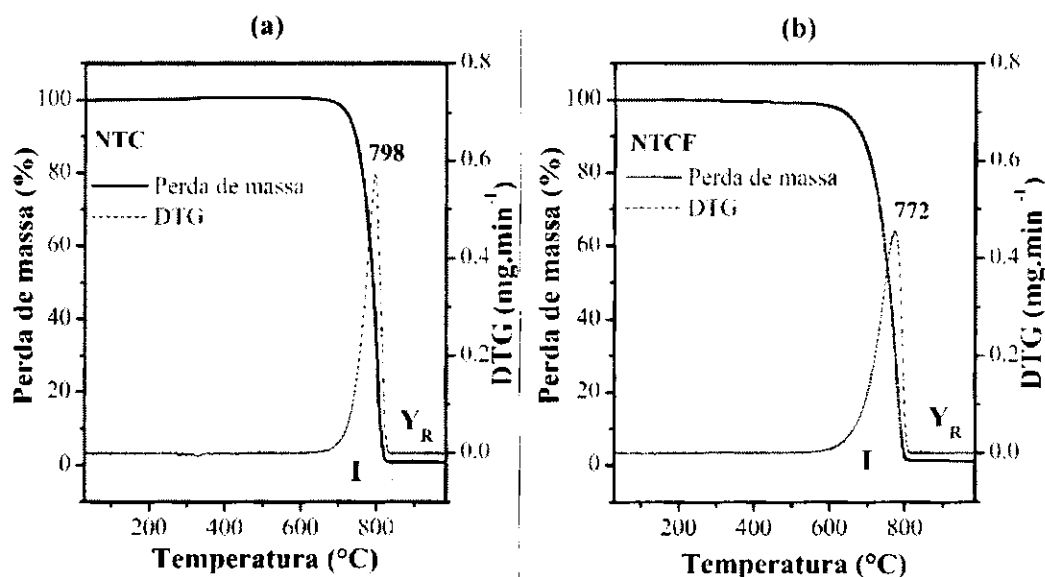 (a)
NTC
798
Perda de massa
DTG
Y_R
I
Perda de massa (%)
100
80
60
40
20
0
DTG (mg.min⁻¹)
0.8
0.6
0.4
0.2
0.0
200
400
600
800
Temperatura (°C)
(b)
NTCF
772
Perda de massa
DTG
Y_R
I
Perda de massa (%)
100
80
60
40
20
0
DTG (mg.min⁻¹)
0.8
0.6
0.4
0.2
0.0
200
400
600
800
Temperatura (°C)